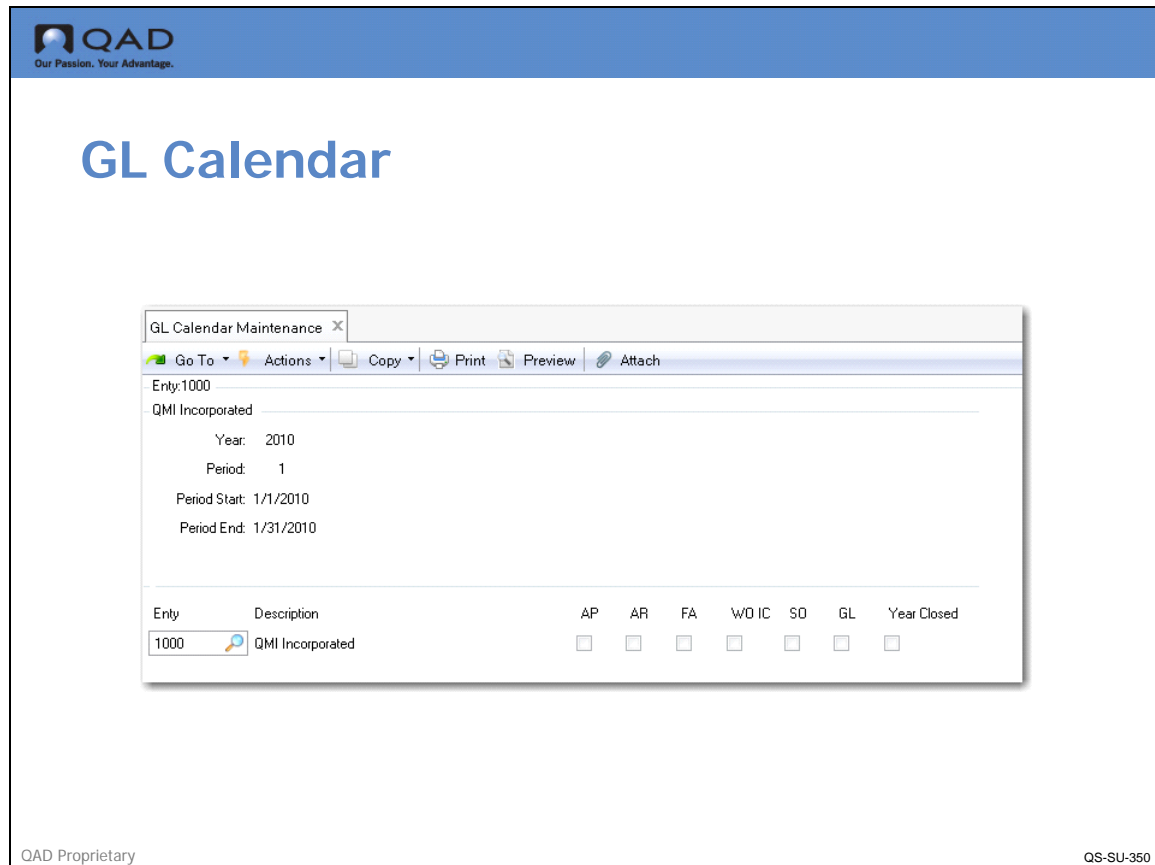 QAD
Our Passion. Your Advantage.
GL Calendar
GL Calendar Maintenance X
Go To Actions Copy Print Preview Attach
Enty:1000
QMI Incorporated
Year: 2010
Period: 1
Period Start: 1/1/2010
Period End: 1/31/2010
Enty Description AP AR FA WO IC SO GL Year Closed
1000 QMI Incorporated
QAD Proprietary QS-SU-350